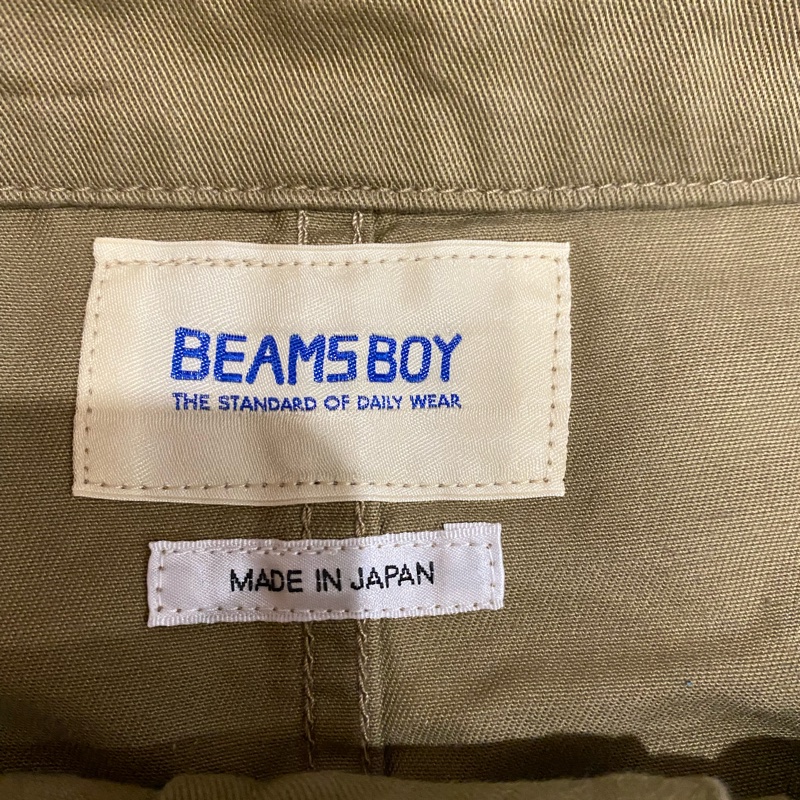 BEAMS BOY
THE STANDARD OF DAILY WEAR
MADE IN JAPAN